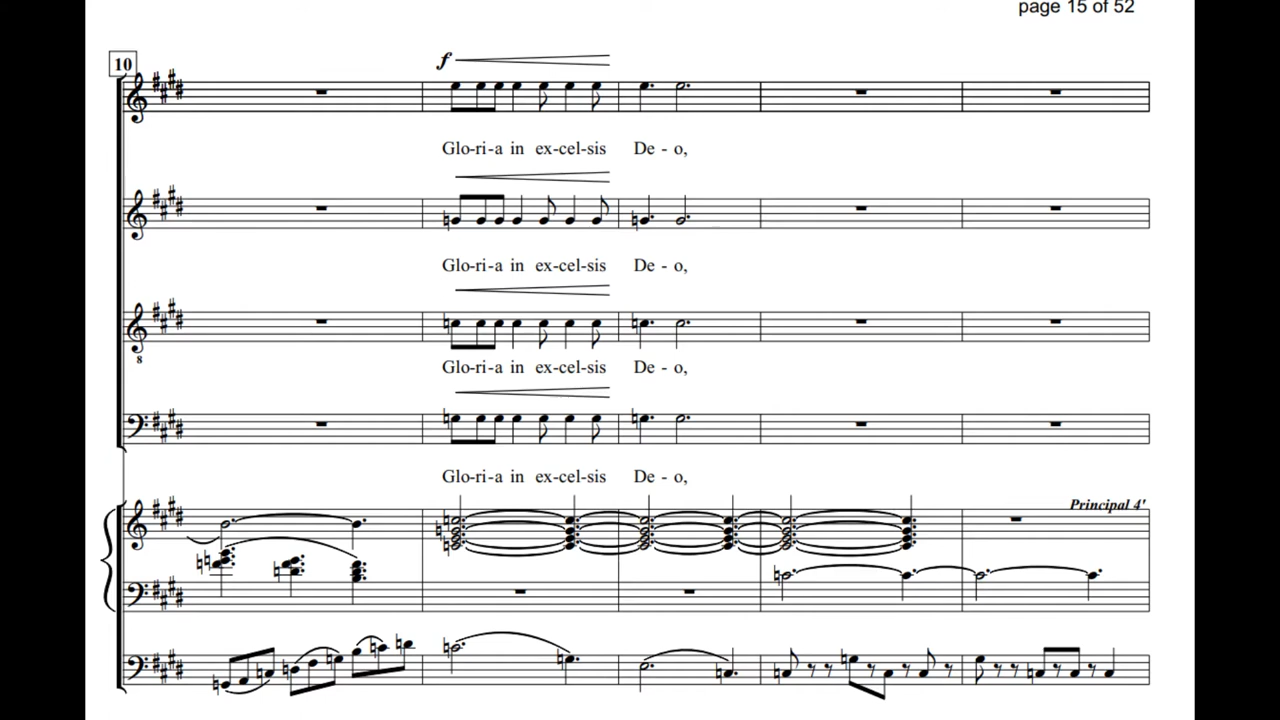 page 15 of 52
10
f
Glo-ri-a in ex-cel-sis De - o,
Glo-ri-a in ex-cel-sis De - o,
8
Glo-ri-a in ex-cel-sis De - o,
Glo-ri-a in ex-cel-sis De - o,
Principal 4'